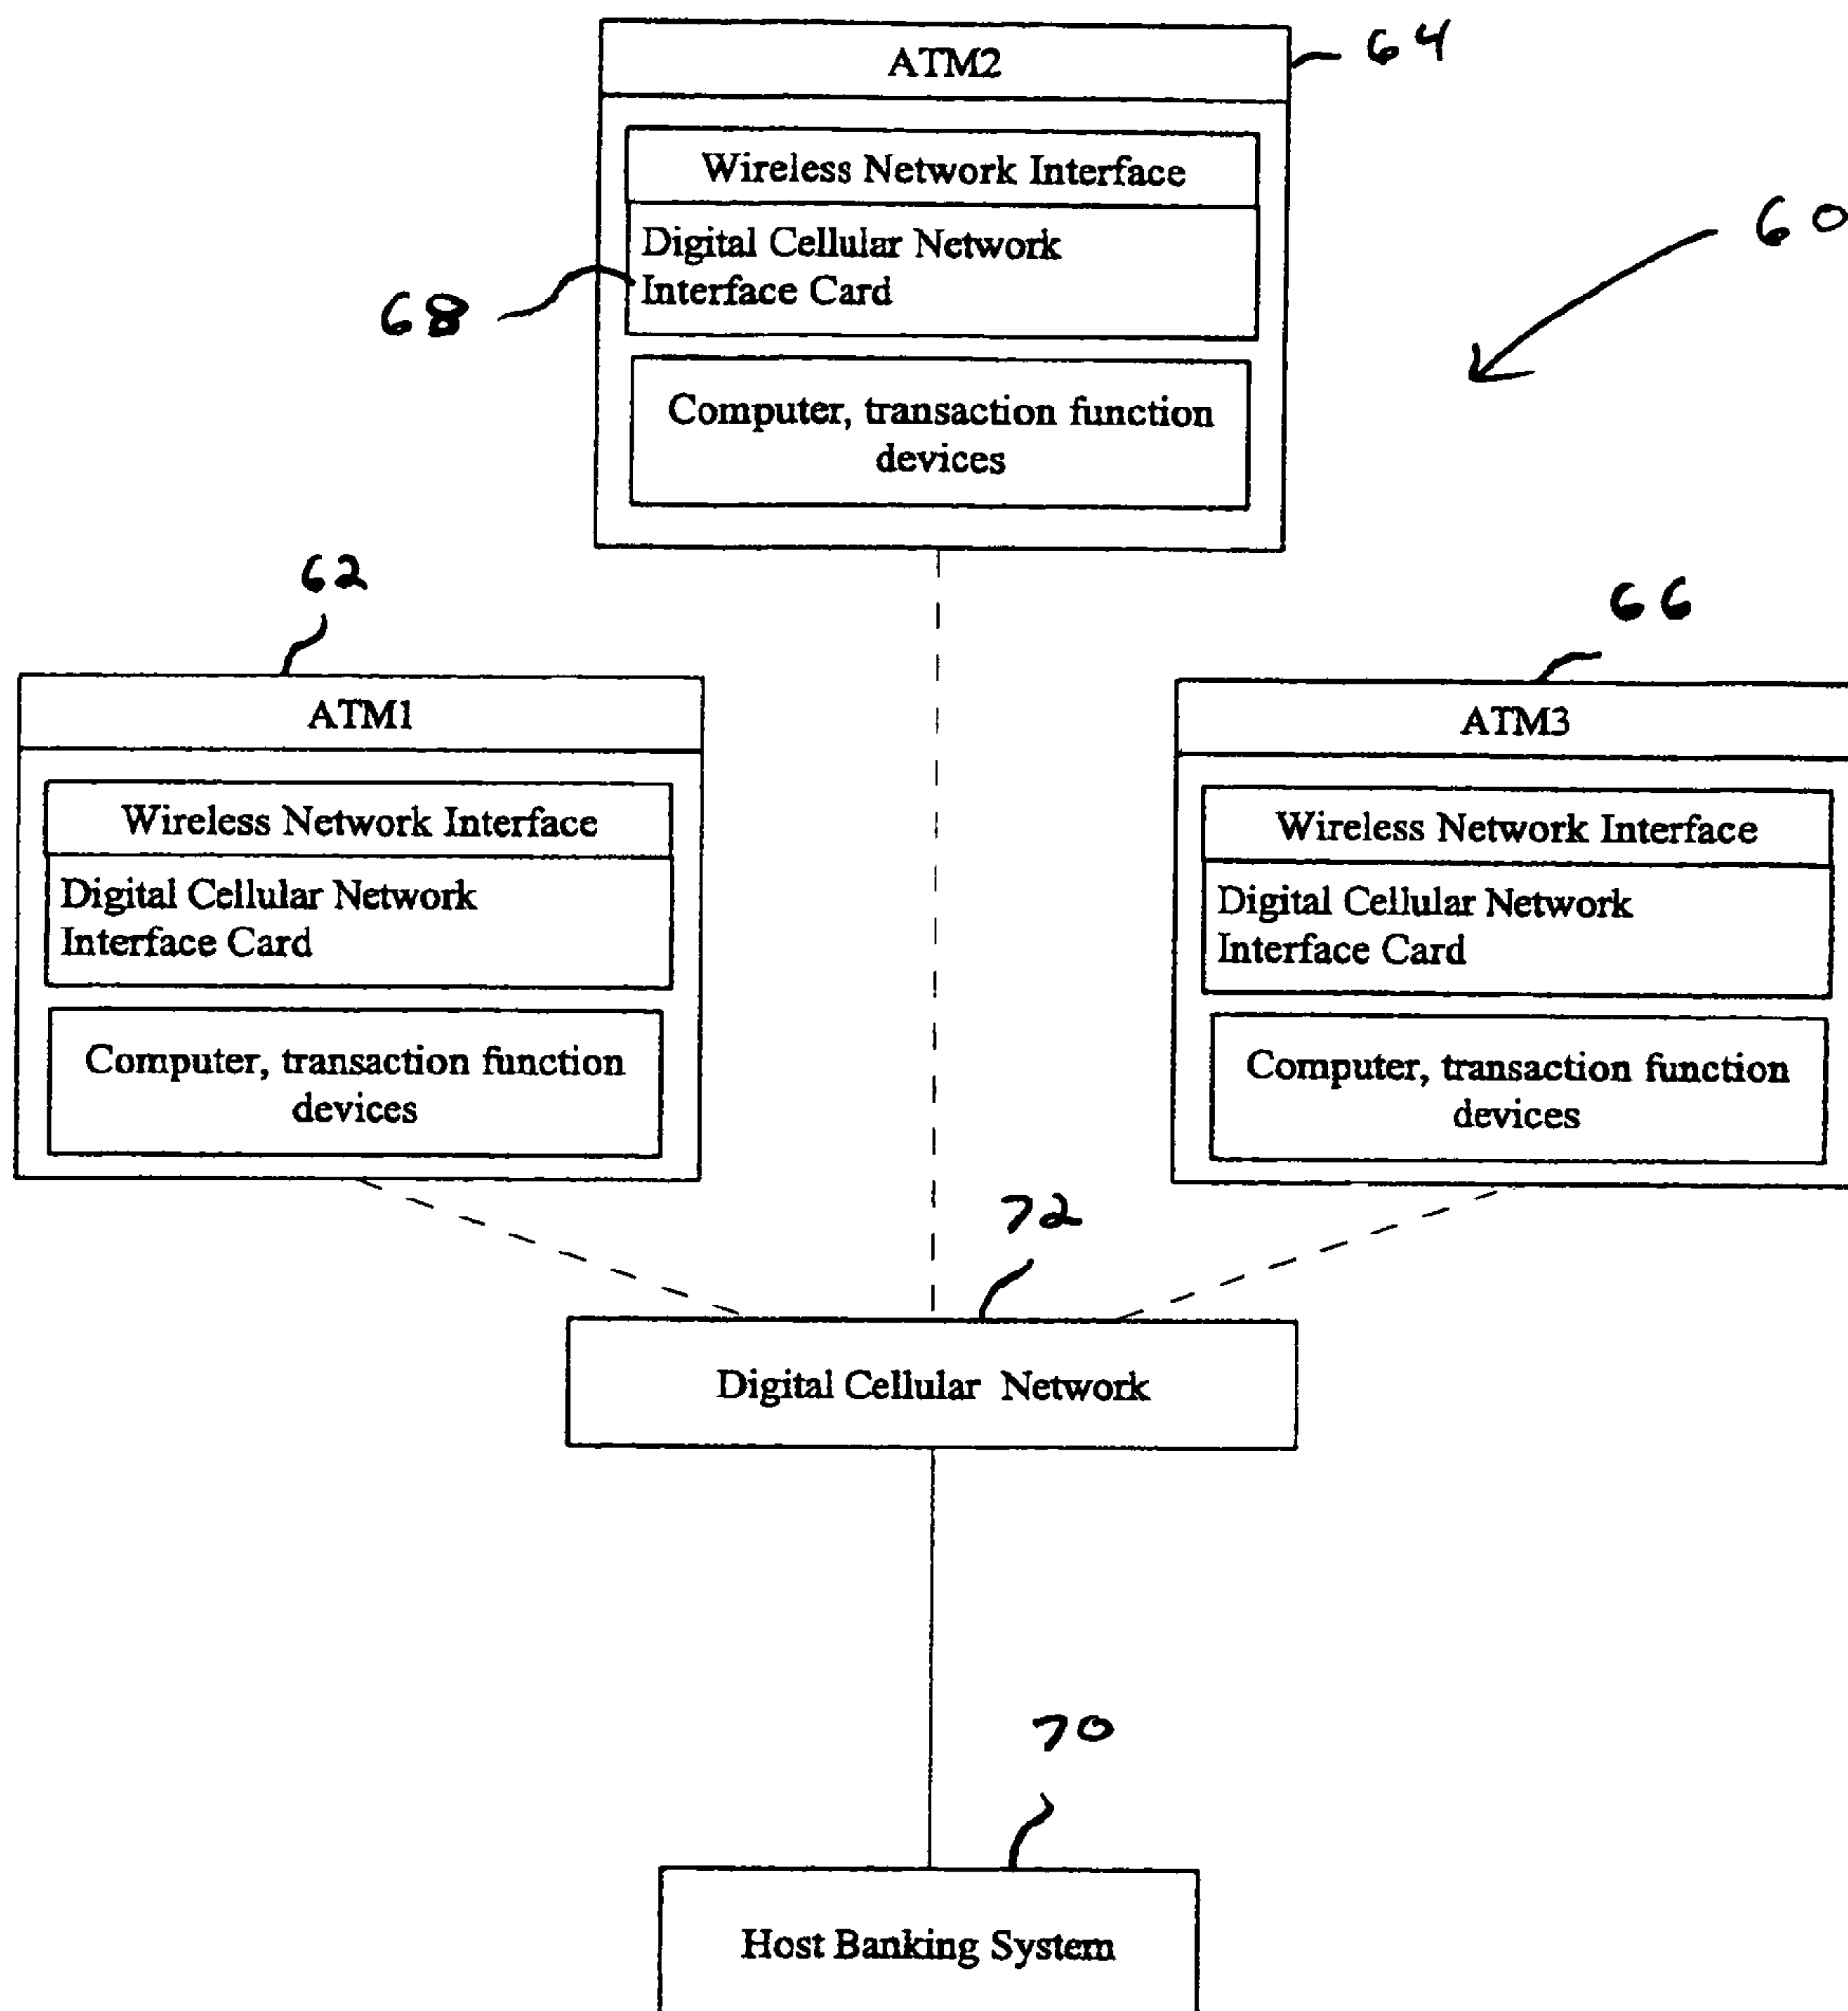 ATM2
64
Wireless Network Interface
60
Digital Cellular Network
Interface Card
68
Computer, transaction function
devices
62
66
ATM1
Wireless Network Interface
Digital Cellular Network
Interface Card
Computer, transaction function
devices
ATM3
Wireless Network Interface
Digital Cellular Network
Interface Card
Computer, transaction function
devices
72
Digital Cellular Network
70
Host Banking System